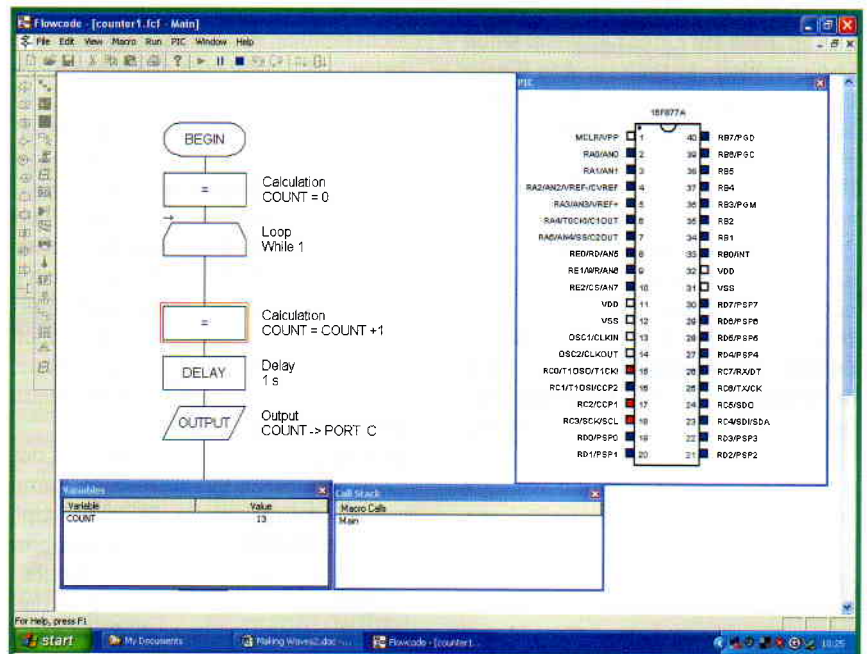 Flowcode - [counter1.fcf - Main]
File Edit View Macro Run PIC Window Help
BEGIN
=
Calculation
COUNT = 0
Loop
While 1
=
Calculation
COUNT = COUNT +1
DELAY
Delay
1 s
OUTPUT
Output
COUNT -> PORT C
PIC
16F877A
MCLR/VPP 1 40 RB7/PGD
RA0/AN0 2 39 RB6/PGC
RA1/AN1 3 38 RB5
RA2/AN2/VREF-/CVREF 4 37 RB4
RA3/AN3/VREF+ 5 36 RB3/PGM
RA4/T0CKI/C1OUT 6 35 RB2
RA5/AN4/SS/C2OUT 7 34 RB1
RE0/RD/AN5 8 33 RB0/INT
RE1/WR/AN6 9 32 VDD
RE2/CS/AN7 10 31 VSS
VDD 11 30 RD7/PSP7
VSS 12 29 RD6/PSP6
OSC1/CLKIN 13 28 RD5/PSP5
OSC2/CLKOUT 14 27 RD4/PSP4
RC0/T1OSO/T1CKI 15 26 RC7/RX/DT
RC1/T1OSI/CCP2 16 25 RC6/TX/CK
RC2/CCP1 17 24 RC5/SDO
RC3/SCK/SCL 18 23 RC4/SDI/SDA
RD0/PSP0 19 22 RD3/PSP3
RD1/PSP1 20 21 RD2/PSP2
Variables
Variable Value
COUNT 13
Call Stack
Macro Calls
Main
For Help, press F1
start My Documents Making Waves2.doc -... Flowcode - [counter1... 10:25